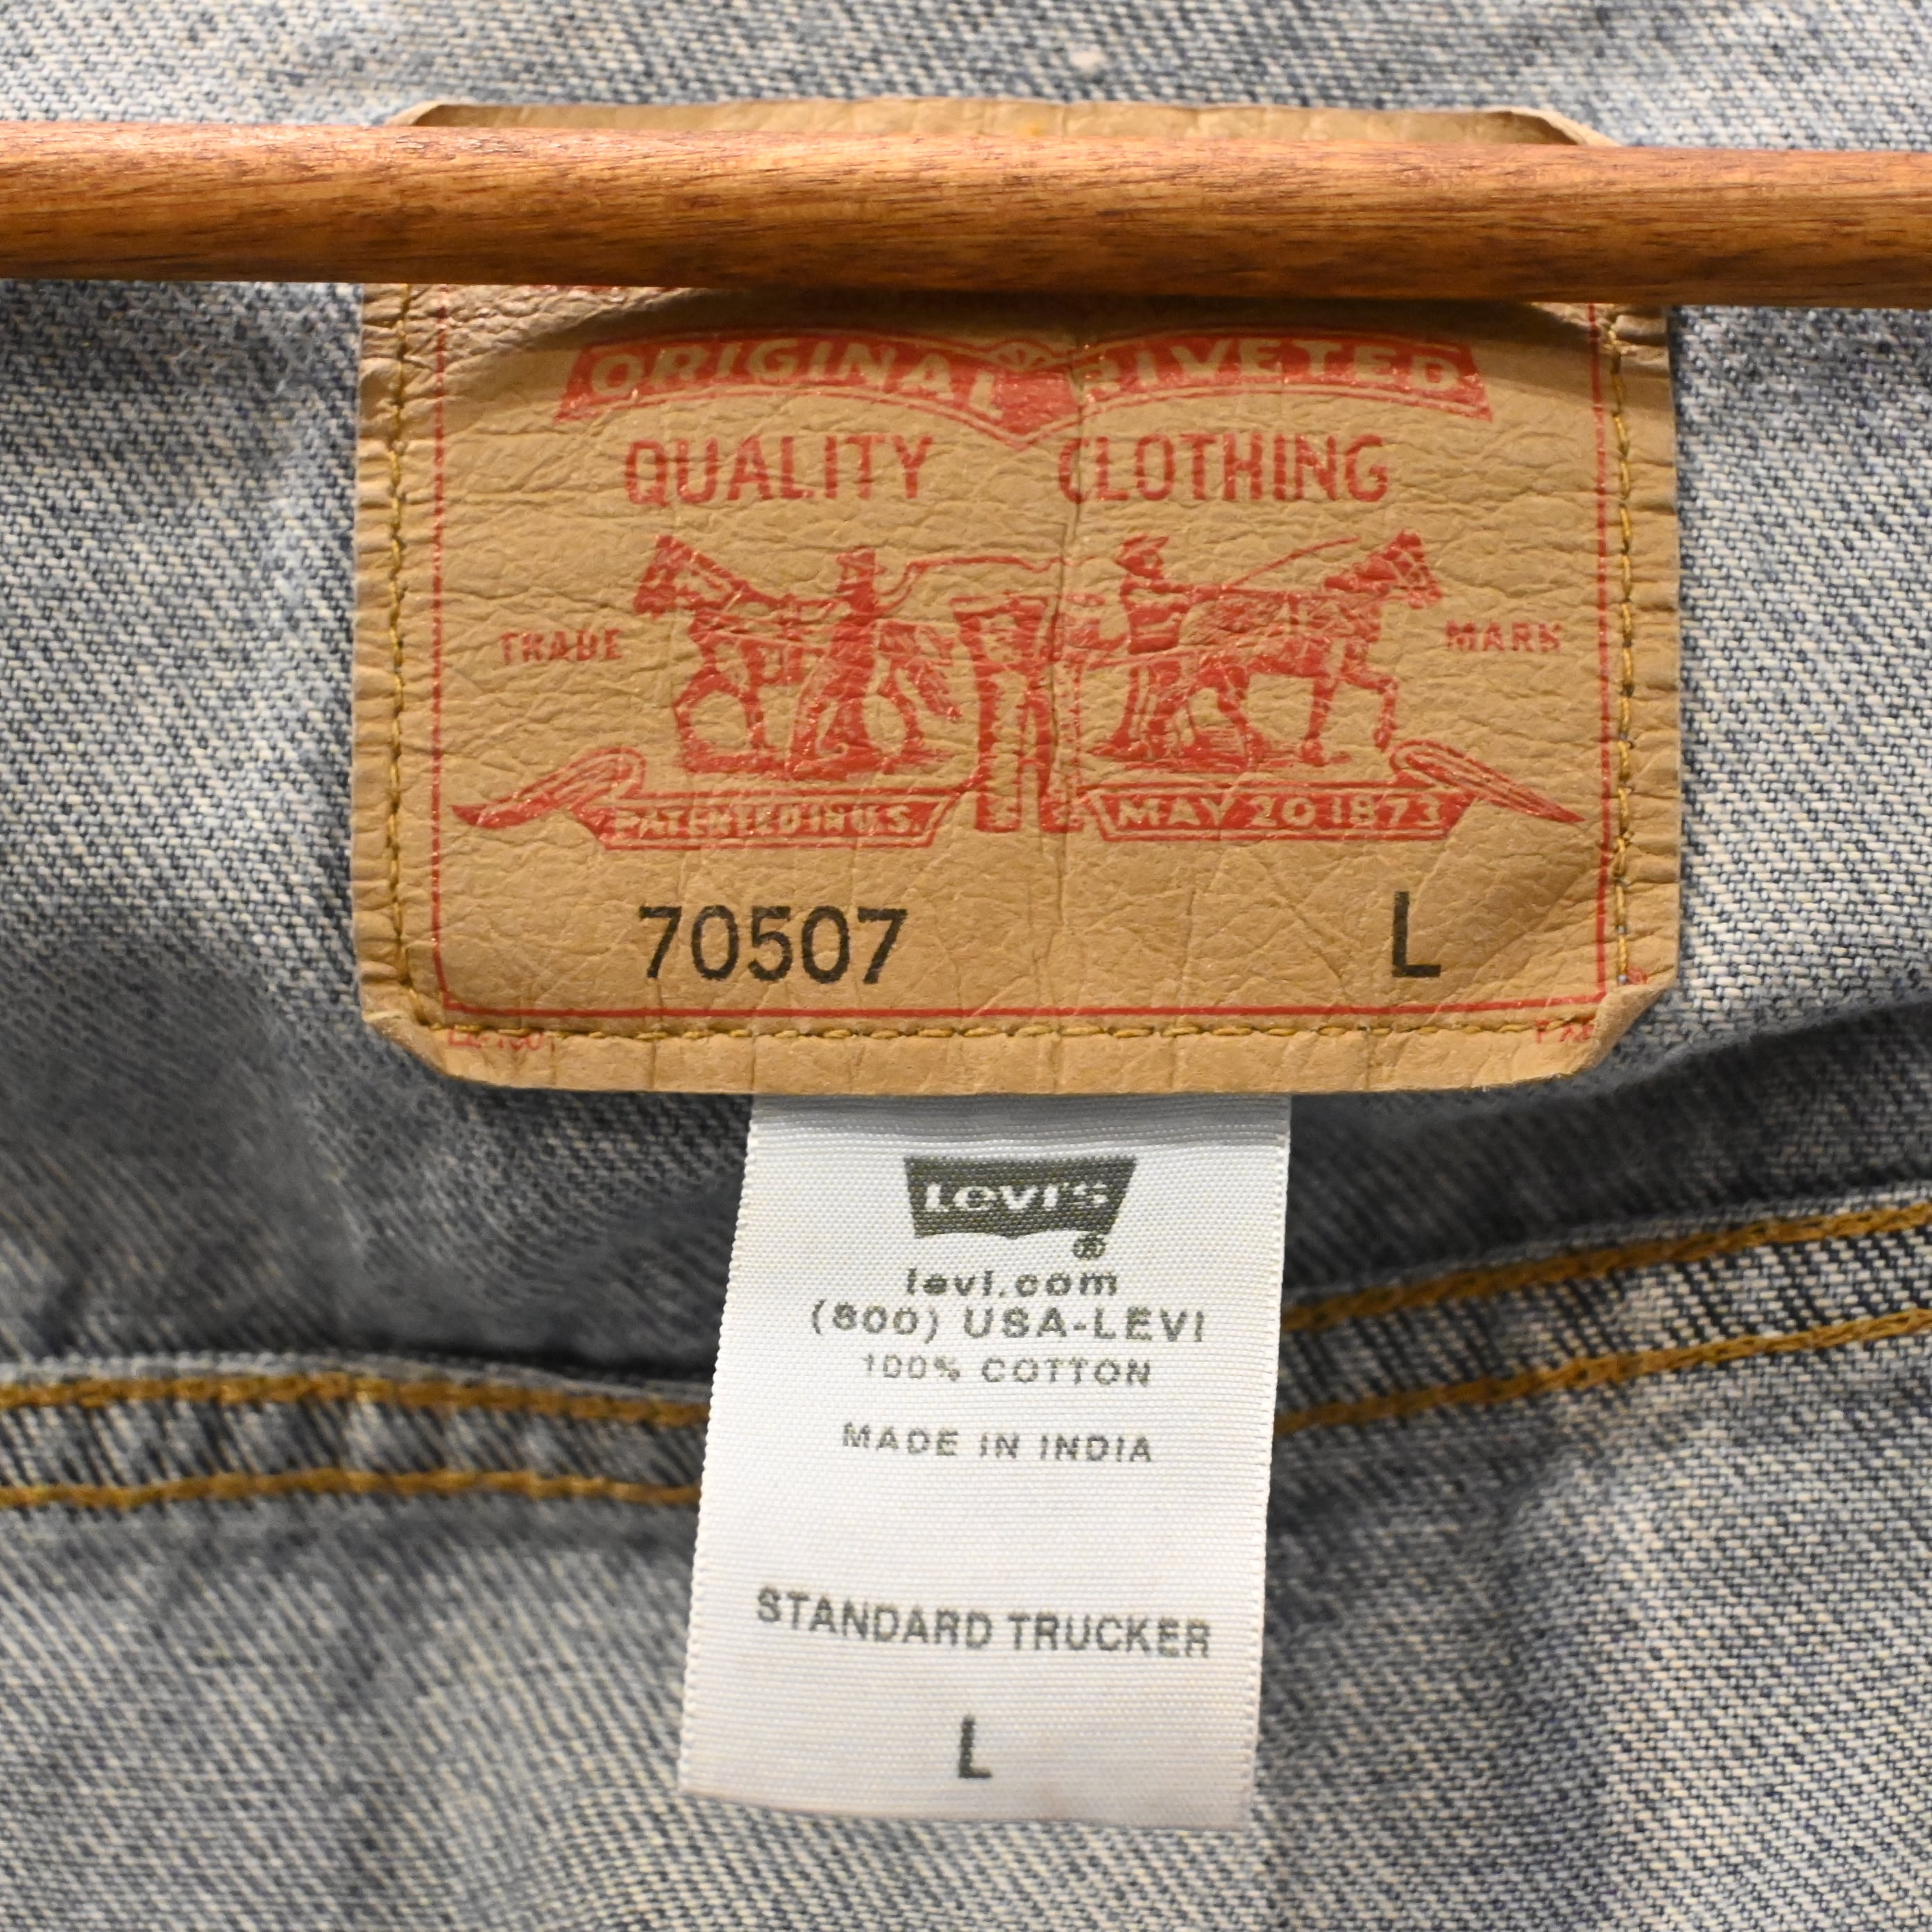 ORIGINAL RIVETED
QUALITY CLOTHING
TRADE MARK
PATENTED IN U.S. MAY 20 1873
70507 L
Levi's
®
levi.com
(800) USA-LEVI
100% COTTON
MADE IN INDIA
STANDARD TRUCKER
L